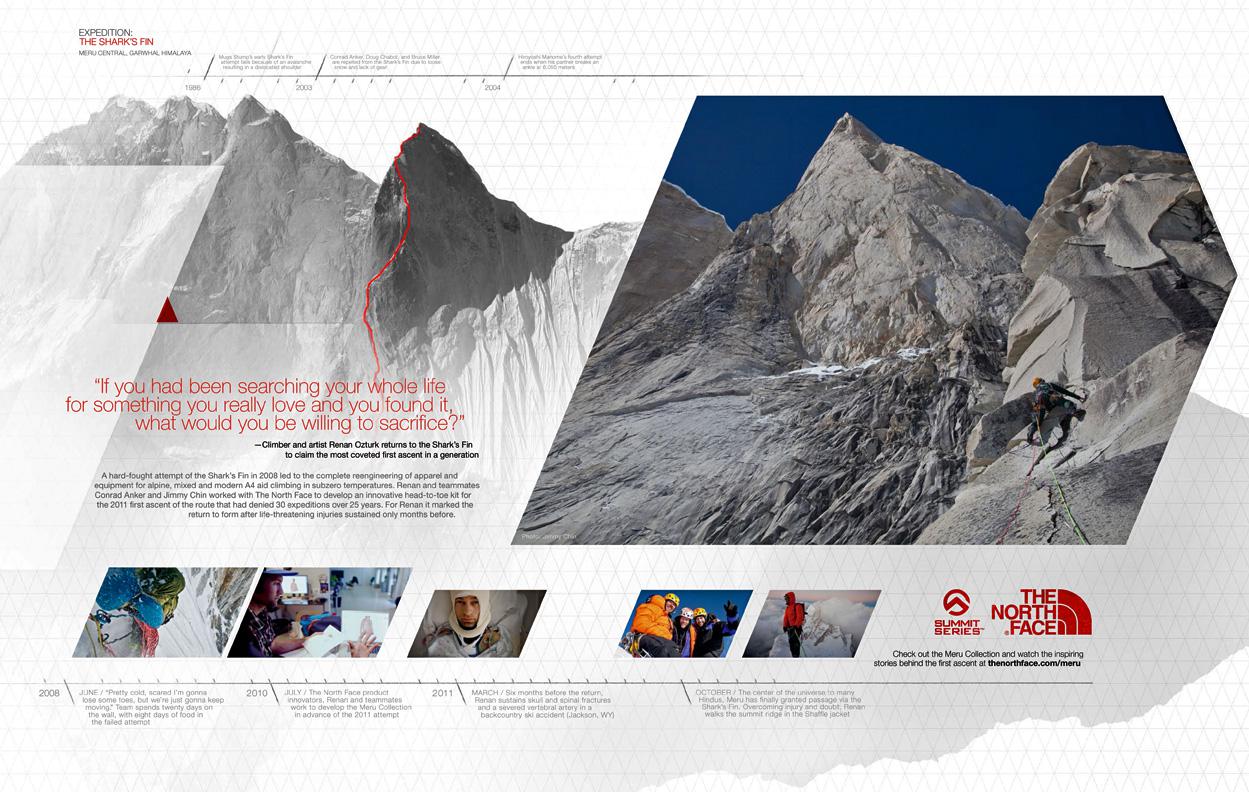 EXPEDITION:
THE SHARK'S FIN
MERU CENTRAL, GARWHAL HIMALAYA
Mugs Stump's early Shark's Fin
attempt fails because of an avalanche
resulting in a dislocated shoulder
Conrad Anker, Doug Chabot, and Bruce Miller
are repelled from the Shark's Fin due to loose
snow and lack of gear
Hiroyoshi Manome's fourth attempt
ends when his partner breaks an
ankle at 6,050 meters
1986
2003
2004
“If you had been searching your whole life
for something you really love and you found it,
what would you be willing to sacrifice?”
—Climber and artist Renan Ozturk returns to the Shark's Fin
to claim the most coveted first ascent in a generation
A hard-fought attempt of the Shark's Fin in 2008 led to the complete reengineering of apparel and
equipment for alpine, mixed and modern A4 aid climbing in subzero temperatures. Renan and teammates
Conrad Anker and Jimmy Chin worked with The North Face to develop an innovative head-to-toe kit for
the 2011 first ascent of the route that had denied 30 expeditions over 25 years. For Renan it marked the
return to form after life-threatening injuries sustained only months before.
Photo: Jimmy Chin
SUMMIT
SERIES™
THE
NORTH
FACE
®
Check out the Meru Collection and watch the inspiring
stories behind the first ascent at thenorthface.com/meru
2008
JUNE / “Pretty cold, scared I'm gonna
lose some toes, but we're just gonna keep
moving.” Team spends twenty days on
the wall, with eight days of food in
the failed attempt
2010
JULY / The North Face product
innovators, Renan and teammates
work to develop the Meru Collection
in advance of the 2011 attempt
2011
MARCH / Six months before the return,
Renan sustains skull and spinal fractures
and a severed vertebral artery in a
backcountry ski accident (Jackson, WY)
OCTOBER / The center of the universe to many
Hindus, Meru has finally granted passage via the
Shark's Fin. Overcoming injury and doubt, Renan
walks the summit ridge in the Shaffle jacket